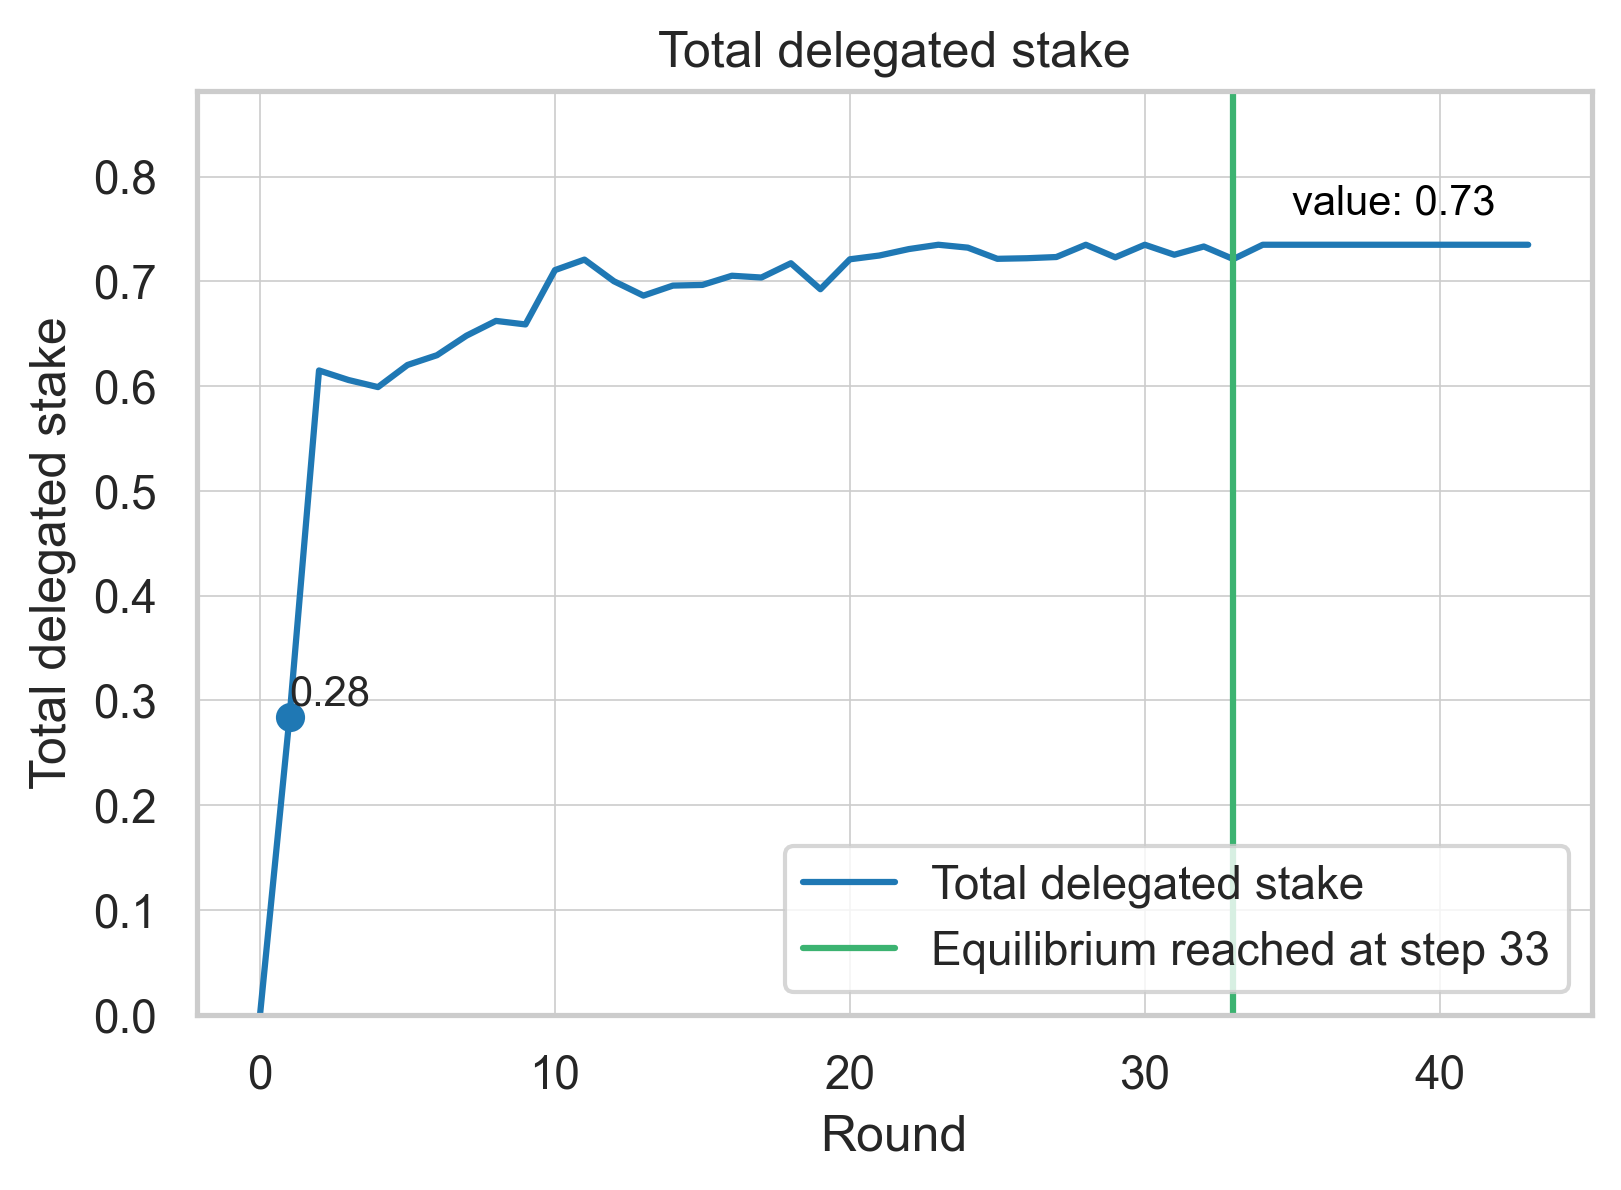 Total delegated stake
Total delegated stake
0.8
0.7
0.6
0.5
0.4
0.3
0.2
0.1
0.0
value: 0.73
0.28
Total delegated stake
Equilibrium reached at step 33
0 10 20 30 40
Round